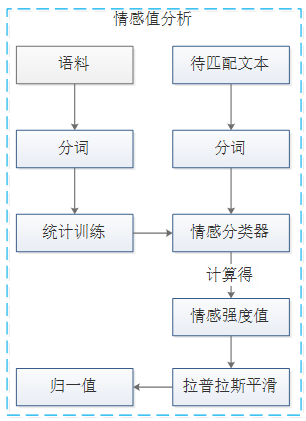 情感值分析
语料
待匹配文本
分词
分词
统计训练
情感分类器
计算得
情感强度值
归一值
拉普拉斯平滑